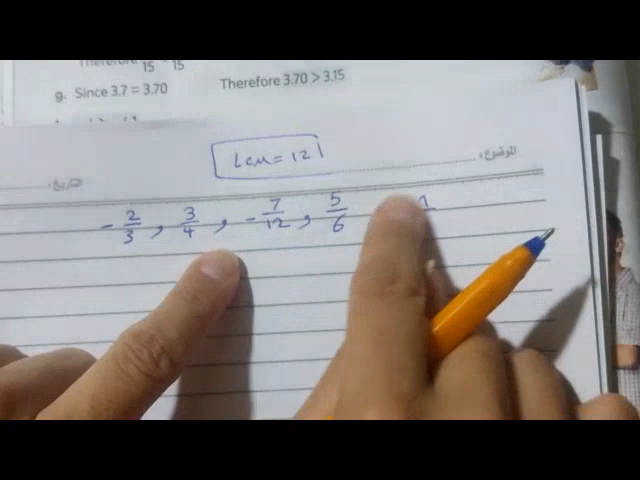 Therefore 15 15
g. Since 3.7 = 3.70 Therefore 3.70 > 3.15
Lcm = 12
الموضوع:
التاريخ:
- 2/3 , 3/4 , - 7/12 , 5/6